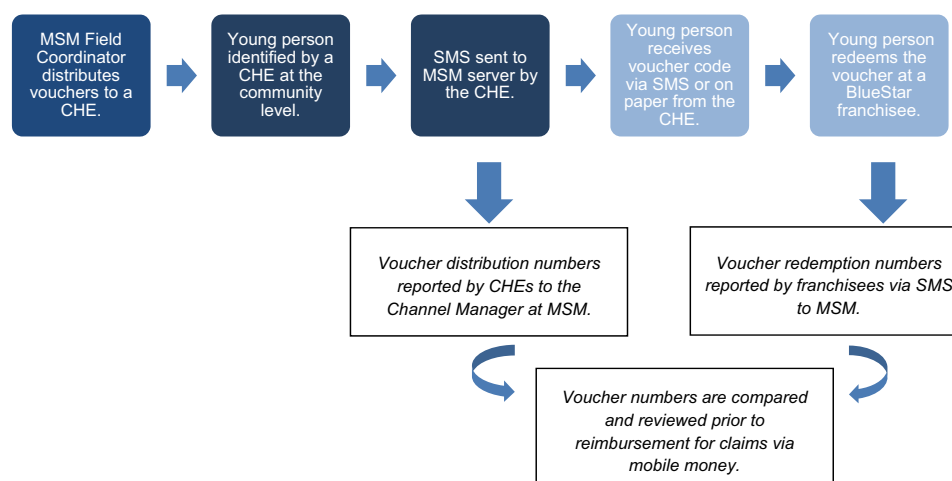 MSM Field
Coordinator
distributes
vouchers to a
CHE.
Young person
identified by a
CHE at the
community
level.
SMS sent to
MSM server by
the CHE.
Young person
receives
voucher code
via SMS or on
paper from the
CHE.
Young person
redeems the
voucher at a
BlueStar
franchisee.
Voucher distribution numbers
reported by CHEs to the
Channel Manager at MSM.
Voucher redemption numbers
reported by franchisees via SMS
to MSM.
Voucher numbers are compared
and reviewed prior to
reimbursement for claims via
mobile money.